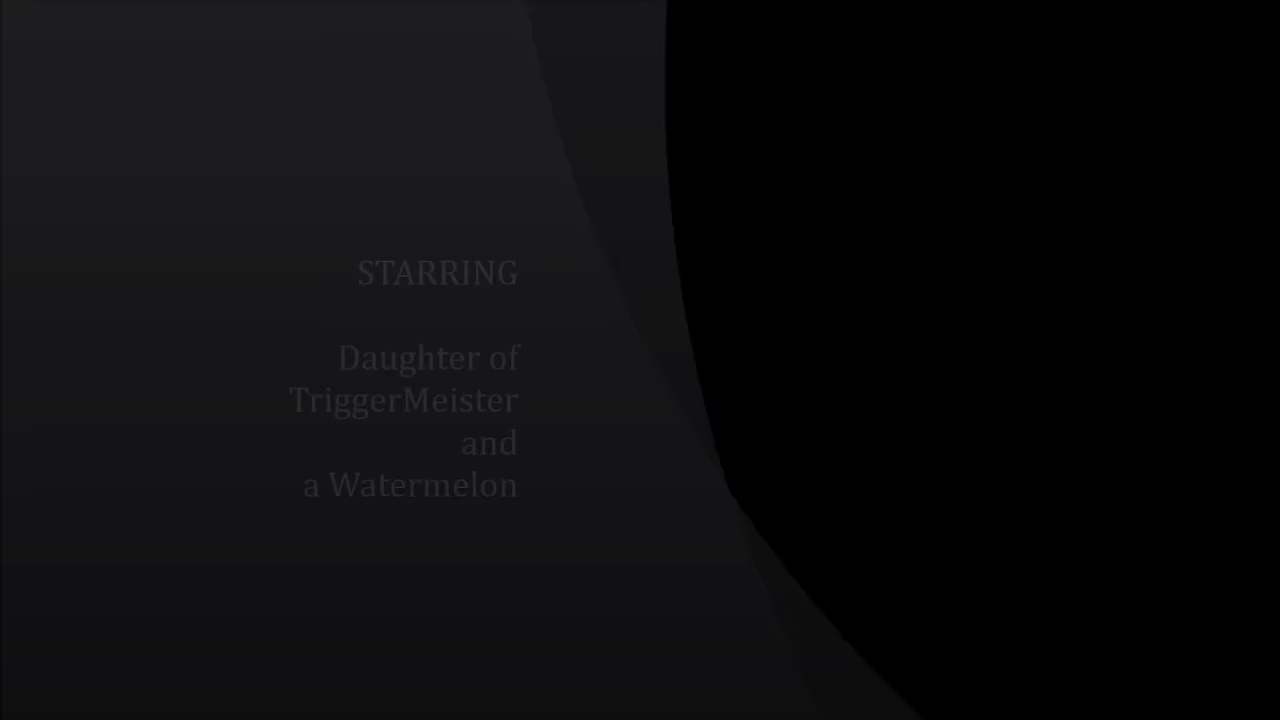 STARRING
Daughter of
TriggerMeister
and
a Watermelon